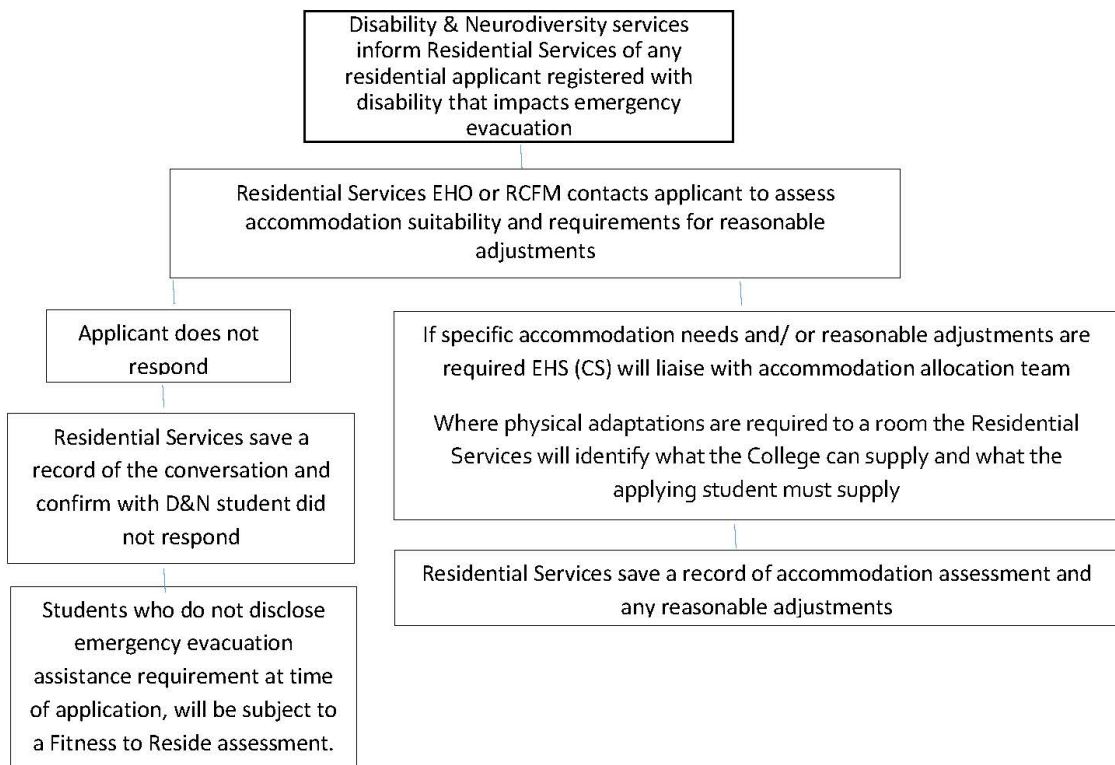 Disability & Neurodiversity services
inform Residential Services of any
residential applicant registered with
disability that impacts emergency
evacuation
Residential Services EHO or RCFM contacts applicant to assess
accommodation suitability and requirements for reasonable
adjustments
Applicant does not
respond
Residential Services save a
record of the conversation and
confirm with D&N student did
not respond
Students who do not disclose
emergency evacuation
assistance requirement at time
of application, will be subject to
a Fitness to Reside assessment.
If specific accommodation needs and/ or reasonable adjustments are
required EHS (CS) will liaise with accommodation allocation team
Where physical adaptations are required to a room the Residential
Services will identify what the College can supply and what the
applying student must supply
Residential Services save a record of accommodation assessment and
any reasonable adjustments